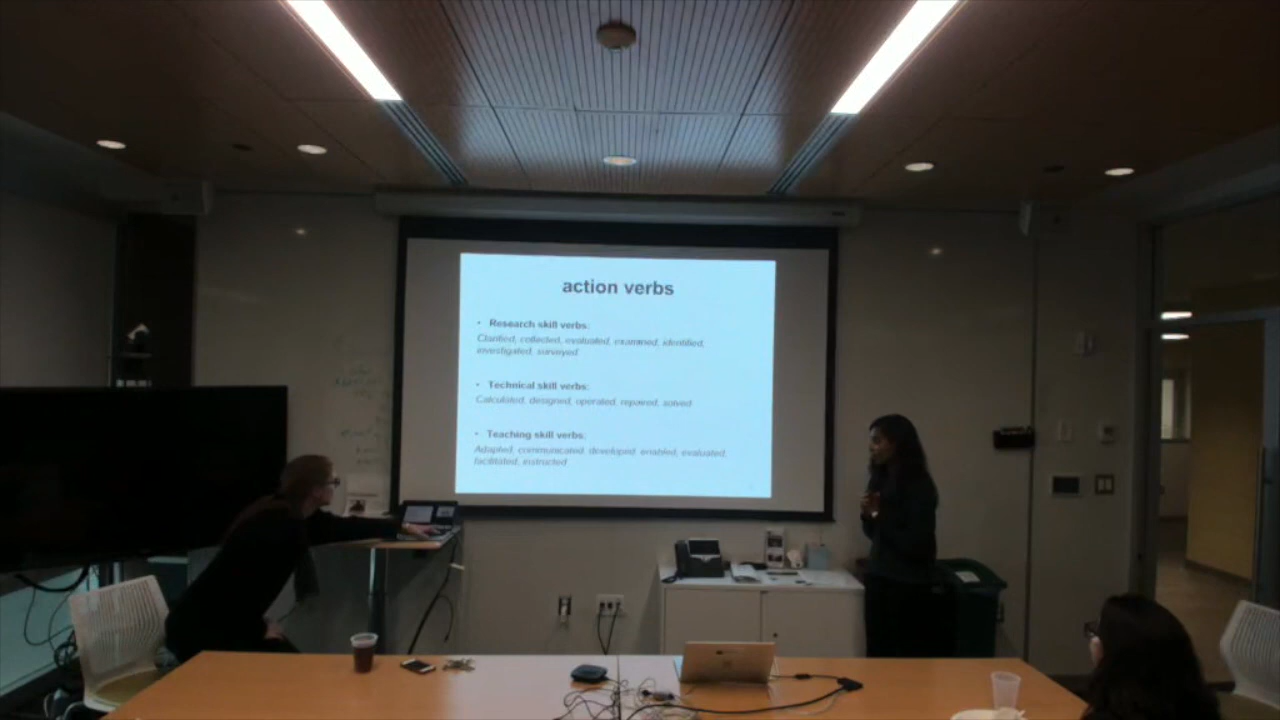 action verbs
• Research skill verbs:
Clarified, collected, evaluated, examined, identified,
investigated, surveyed
• Technical skill verbs:
Calculated, designed, operated, repaired, solved
• Teaching skill verbs:
Adapted, communicated, developed, enabled, evaluated,
facilitated, instructed